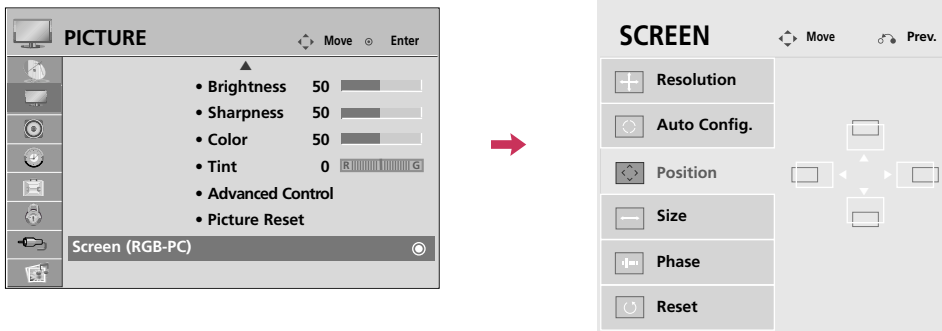 PICTURE
Move Enter
• Brightness 50
• Sharpness 50
• Color 50
• Tint 0 R G
• Advanced Control
• Picture Reset
Screen (RGB-PC)
SCREEN
Move Prev.
Resolution
Auto Config.
Position
Size
Phase
Reset